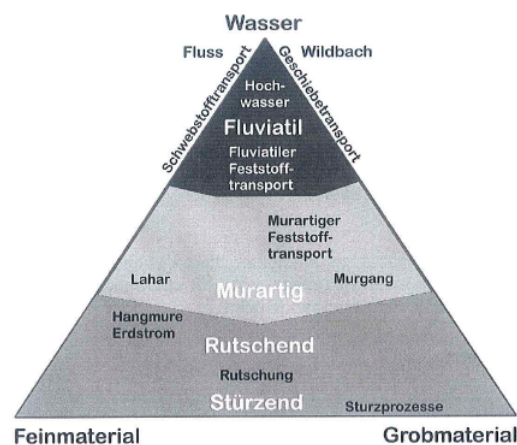 Wasser
Fluss
Wildbach
Schwebstofftransport
Geschiebetransport
Hoch-
wasser
Fluviatil
Fluviatiler
Feststoff-
transport
Murartiger
Feststoff-
transport
Lahar
Murgang
Murartig
Hangmure
Erdstrom
Rutschend
Rutschung
Stürzend
Sturzprozesse
Feinmaterial
Grobmaterial